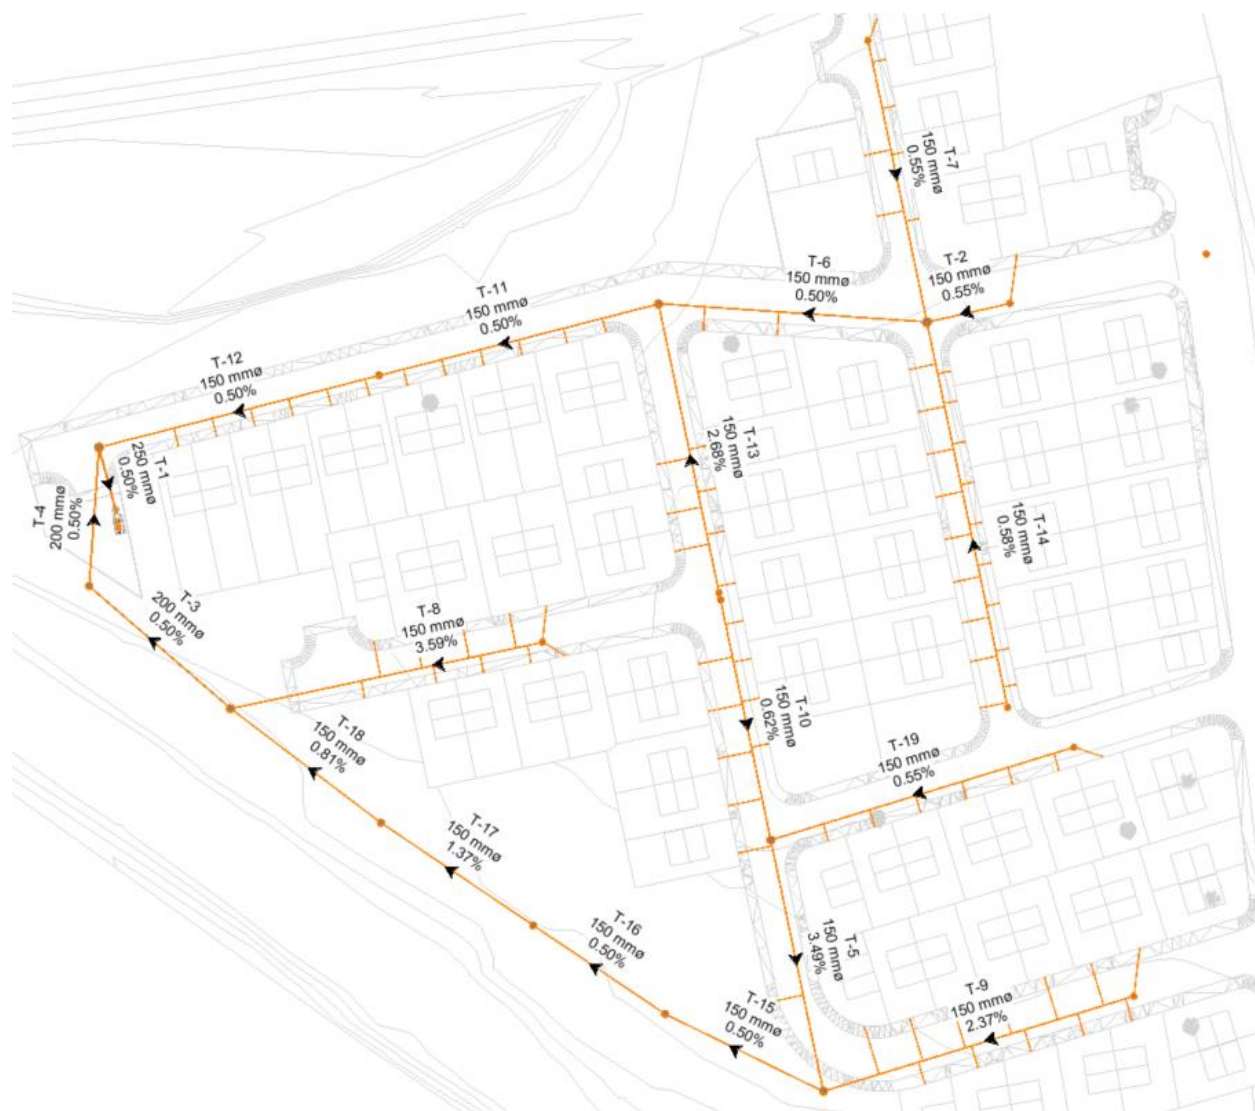 T-7
150 mmø
0.55%
T-2
150 mmø
0.55%
T-6
150 mmø
0.50%
T-11
150 mmø
0.50%
T-12
150 mmø
0.50%
T-1
250 mmø
0.50%
T-4
200 mmø
0.50%
T-13
150 mmø
2.68%
T-14
150 mmø
0.58%
T-3
200 mmø
0.50%
T-8
150 mmø
3.59%
T-10
150 mmø
0.62%
T-18
150 mmø
0.81%
T-19
150 mmø
0.55%
T-17
150 mmø
1.37%
T-16
150 mmø
0.50%
T-5
150 mmø
3.49%
T-15
150 mmø
0.50%
T-9
150 mmø
2.37%